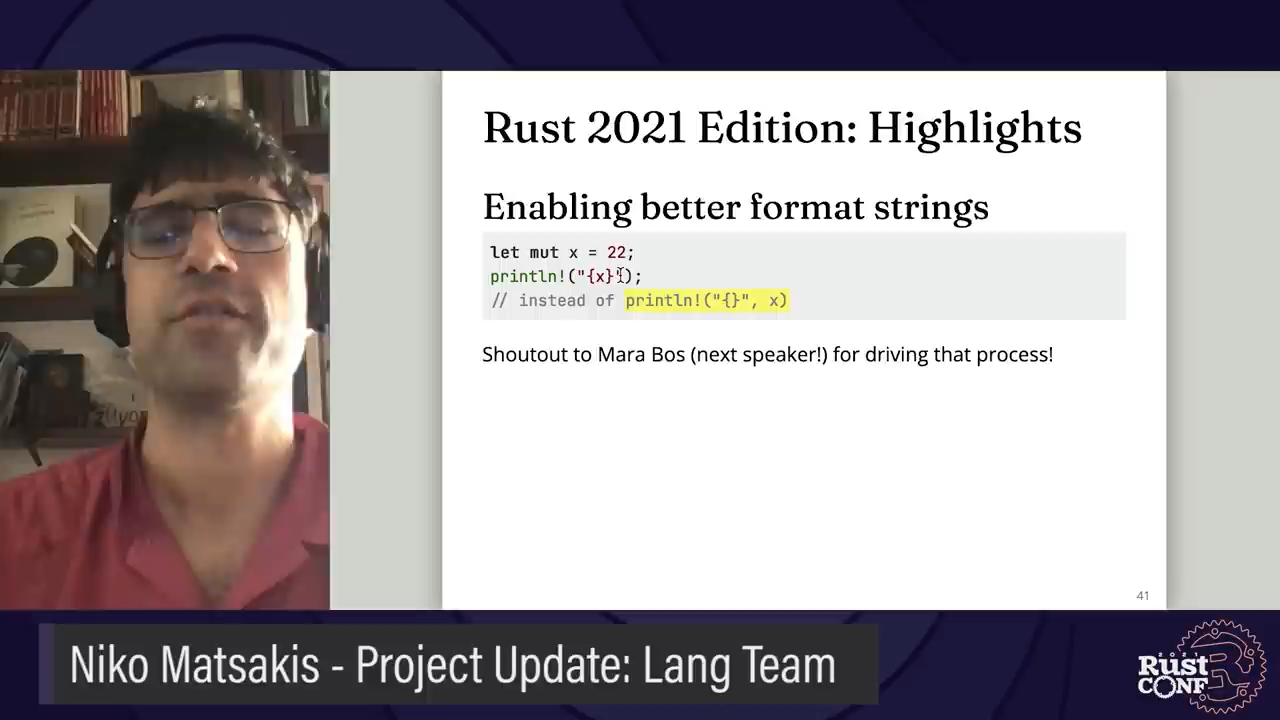 Rust 2021 Edition: Highlights
Enabling better format strings
let mut x = 22;
println!("{x}");
// instead of println!("{}", x)
Shoutout to Mara Bos (next speaker!) for driving that process!
41
Niko Matsakis - Project Update: Lang Team
Rust
CONF